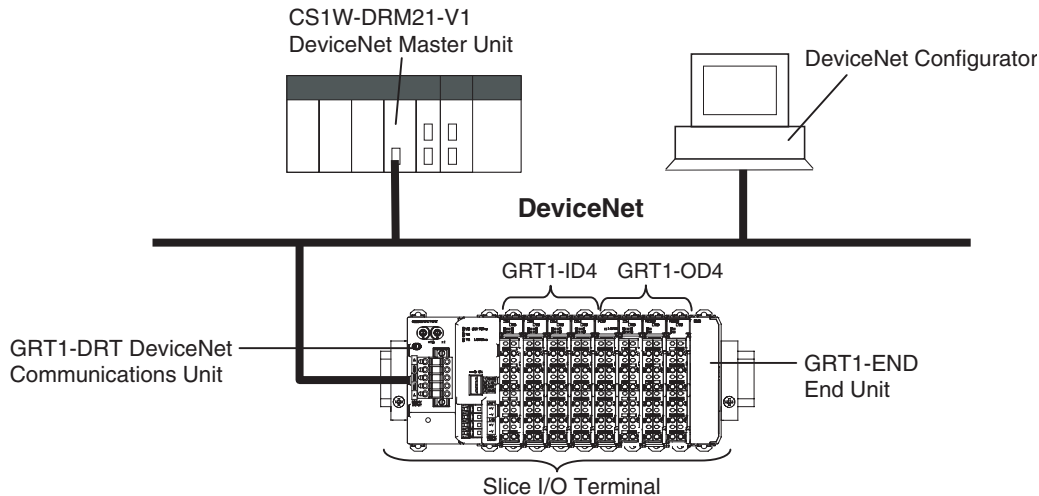 CS1W-DRM21-V1
DeviceNet Master Unit
DeviceNet Configurator
DeviceNet
GRT1-ID4
GRT1-OD4
GRT1-DRT DeviceNet
Communications Unit
GRT1-END
End Unit
Slice I/O Terminal